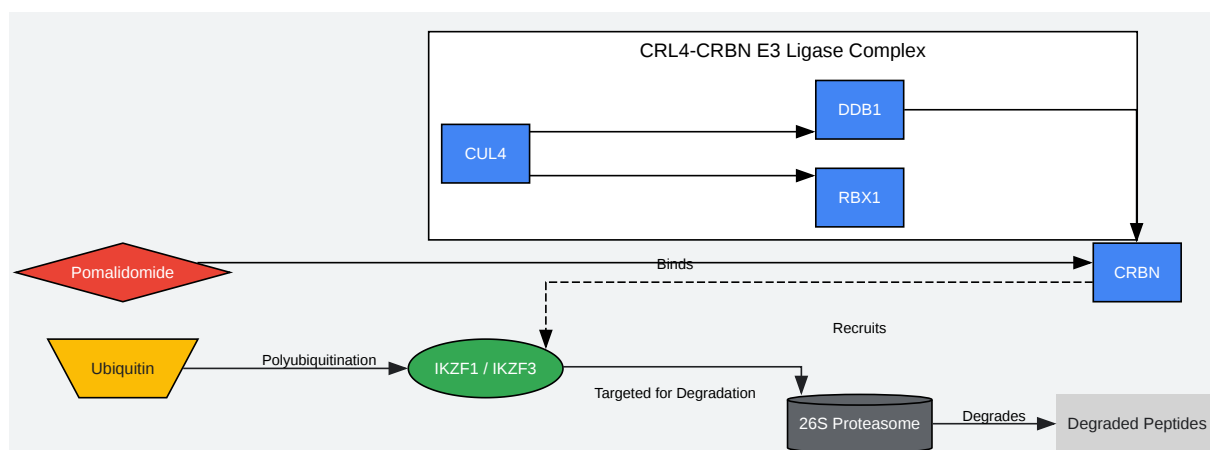 CRL4-CRBN E3 Ligase Complex
DDB1
CUL4
RBX1
Pomalidomide
Binds
CRBN
Recruits
Ubiquitin
Polyubiquitination
IKZF1 / IKZF3
Targeted for Degradation
26S Proteasome
Degrades
Degraded Peptides